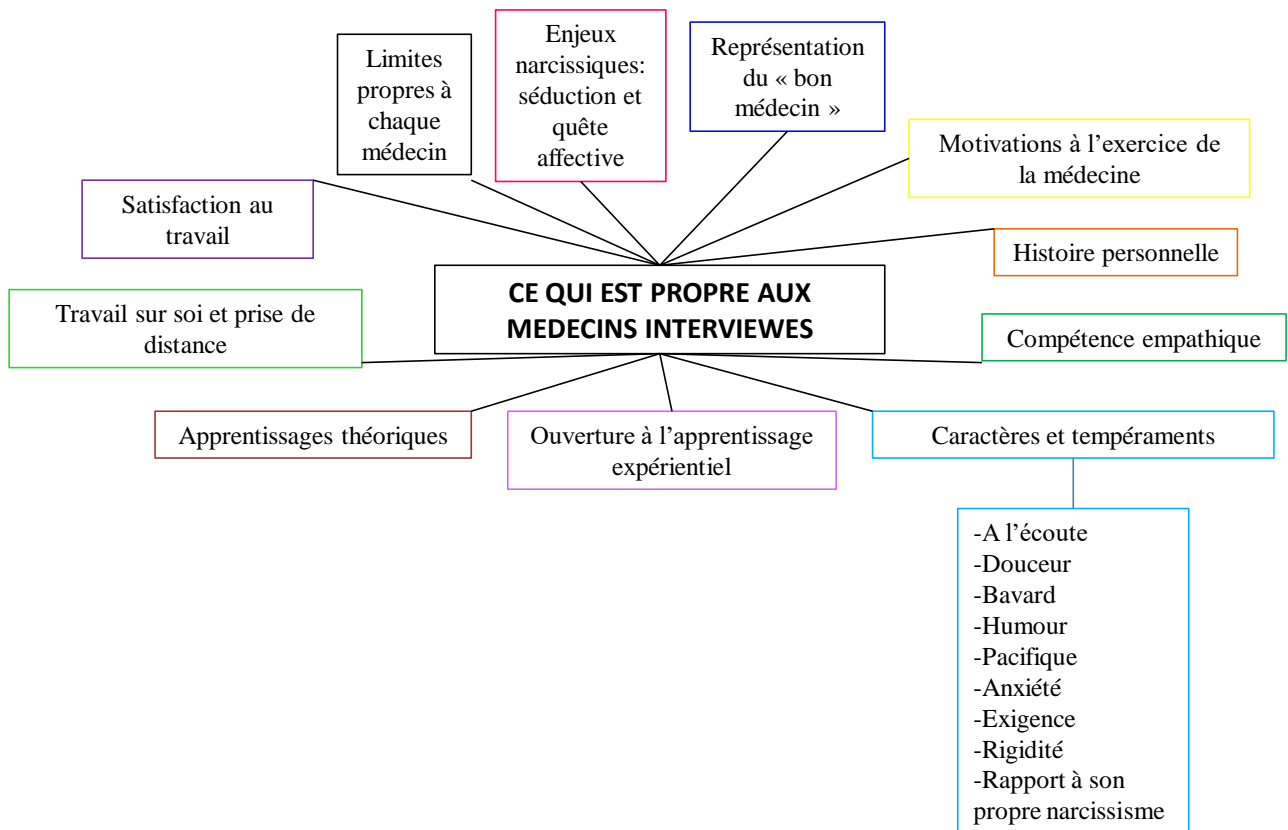 Limites
propres à
chaque
médecin
Enjeux
narcissiques:
séduction et
quête
affective
Représentation
du « bon
médecin »
Motivations à l’exercice de
la médecine
Satisfaction au
travail
Histoire personnelle
CE QUI EST PROPRE AUX
MEDECINS INTERVIEWES
Travail sur soi et prise de
distance
Compétence empathique
Apprentissages théoriques
Ouverture à l’apprentissage
expérientiel
Caractères et tempéraments
-A l’écoute
-Douceur
-Bavard
-Humour
-Pacifique
-Anxiété
-Exigence
-Rigidité
-Rapport à son
propre narcissisme